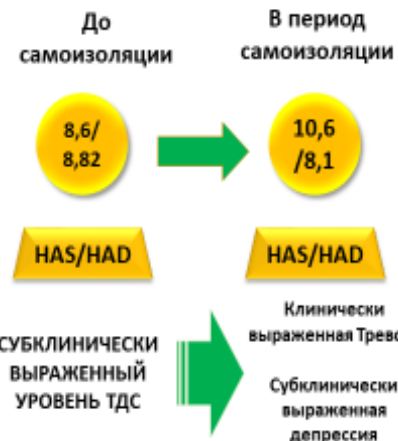 До
самоизоляции
В период
самоизоляции
8,6/
8,82
10,6
/8,1
HAS/HAD
HAS/HAD
СУБКЛИНИЧЕСКИ
ВЫРАЖЕННЫЙ
УРОВЕНЬ ТДС
Клинически
выраженная Трево
Субклинически
выраженная
депрессия